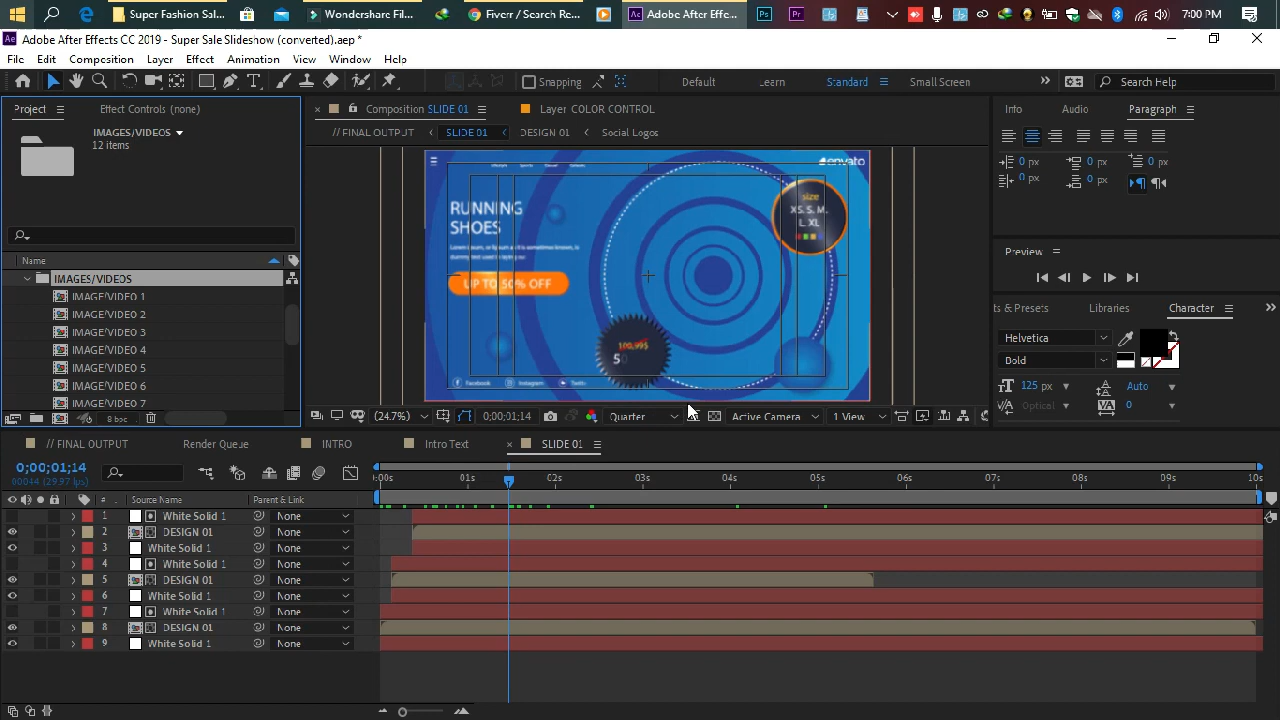 Super Fashion Sal...
Wondershare Fil...
Fiverr / Search Re...
Adobe After Effe...
7:00 PM
Adobe After Effects CC 2019 - Super Sale Slideshow (converted).aep *
File Edit Composition Layer Effect Animation View Window Help
Snapping
Default
Learn
Standard
Small Screen
Search Help
Project
Effect Controls (none)
IMAGES/VIDEOS
12 items
Name
IMAGES/VIDEOS
IMAGE/VIDEO 1
IMAGE/VIDEO 2
IMAGE/VIDEO 3
IMAGE/VIDEO 4
IMAGE/VIDEO 5
IMAGE/VIDEO 6
IMAGE/VIDEO 7
8 bpc
Composition SLIDE 01
Layer COLOR CONTROL
// FINAL OUTPUT
SLIDE 01
DESIGN 01
Social Logos
envato
RUNNING
SHOES
UP TO 50% OFF
size
XS, S, M,
L, XL
100,99$
50
Facebook
Instagram
(24.7%)
0;00;01;14
Quarter
Active Camera
1 View
Info
Audio
Paragraph
0 px
0 px
0 px
0 px
0 px
Preview
ts & Presets
Libraries
Character
Helvetica
Bold
125 px
Auto
Optical
0
// FINAL OUTPUT
Render Queue
INTRO
Intro Text
SLIDE 01
0;00;01;14
00044 (29.97 fps)
:00s 01s 02s 03s 04s 05s 06s 07s 08s 09s 10s
# Source Name Parent & Link
1 White Solid 1 None
2 DESIGN 01 None
3 White Solid 1 None
4 White Solid 1 None
5 DESIGN 01 None
6 White Solid 1 None
7 White Solid 1 None
8 DESIGN 01 None
9 White Solid 1 None